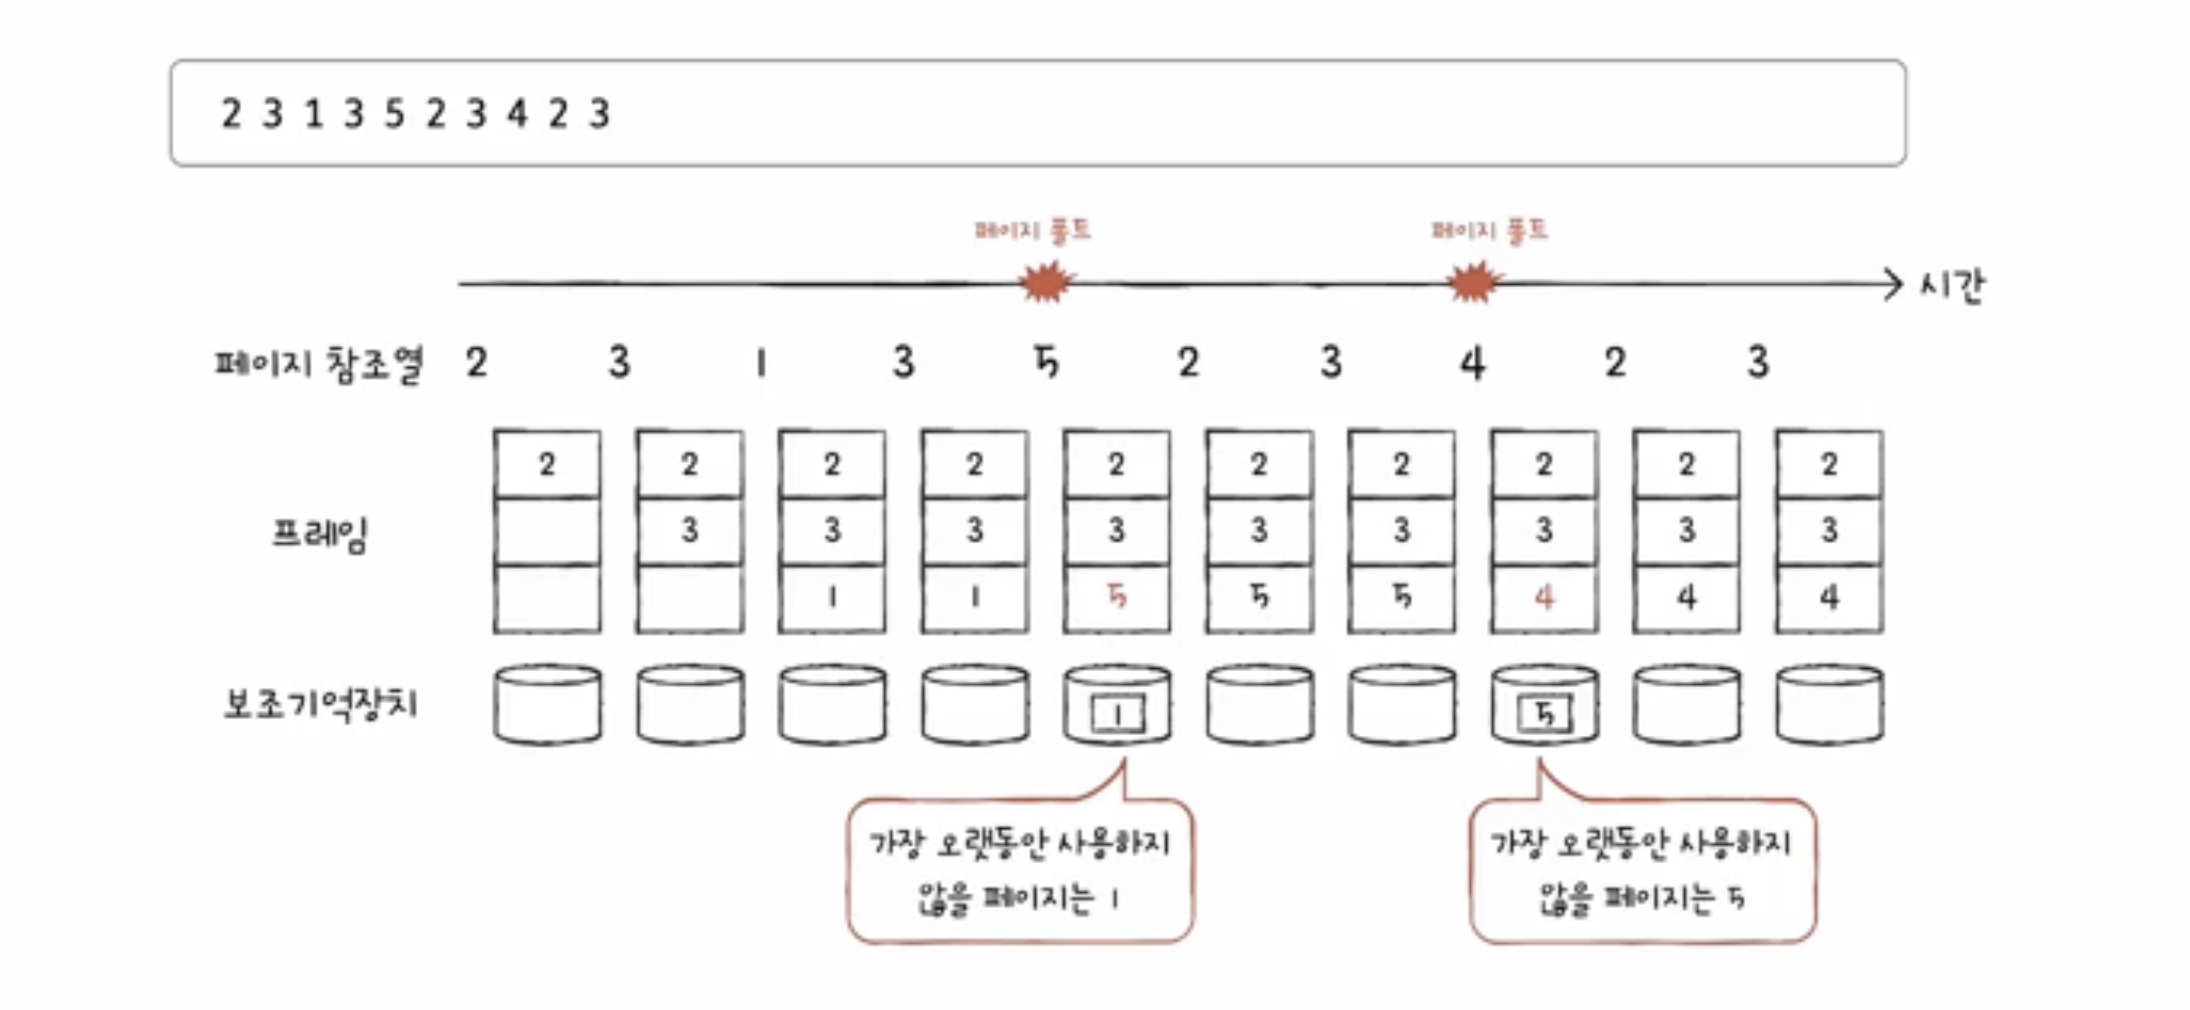 2 3 1 3 5 2 3 4 2 3
페이지 폴트 페이지 폴트
시간
페이지 참조열 2 3 1 3 5 2 3 4 2 3
2 2 2 2 2 2 2 2 2 2
프레임 3 3 3 3 3 3 3 3 3
1 1 5 5 5 4 4 4
보조기억장치 1 5
가장 오랫동안 사용하지
않을 페이지는 1
가장 오랫동안 사용하지
않을 페이지는 5